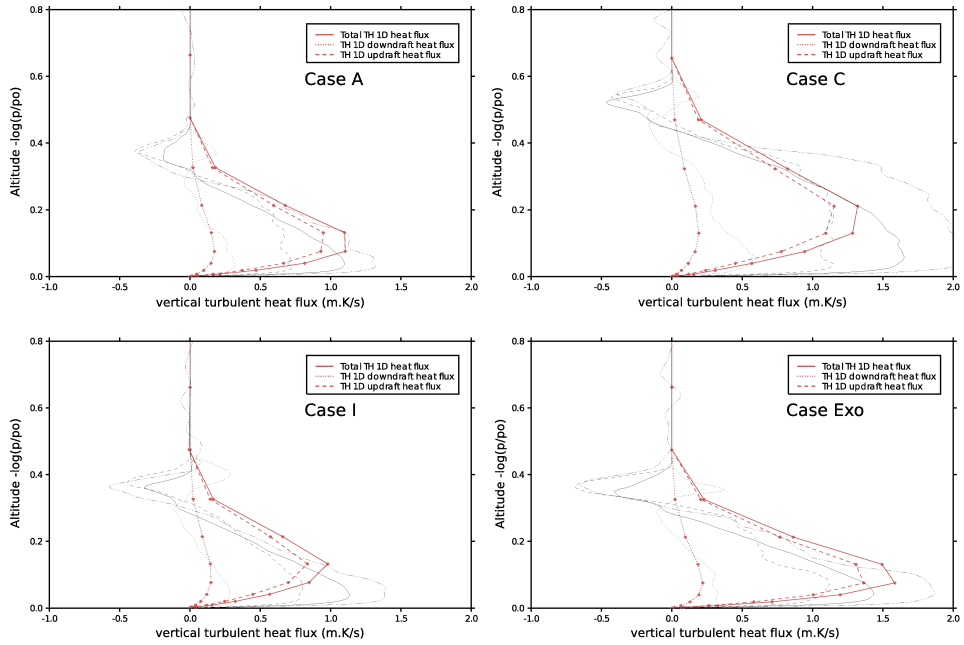 0.8
0.6
0.4
0.2
0.0
Altitude -log(p/po)
Total TH 1D heat flux
TH 1D downdraft heat flux
TH 1D updraft heat flux
Case A
-1.0 -0.5 0.0 0.5 1.0 1.5 2.0
vertical turbulent heat flux (m.K/s)
0.8
0.6
0.4
0.2
0.0
Altitude -log(p/po)
Total TH 1D heat flux
TH 1D downdraft heat flux
TH 1D updraft heat flux
Case C
-1.0 -0.5 0.0 0.5 1.0 1.5 2.0
vertical turbulent heat flux (m.K/s)
0.8
0.6
0.4
0.2
0.0
Altitude -log(p/po)
Total TH 1D heat flux
TH 1D downdraft heat flux
TH 1D updraft heat flux
Case I
-1.0 -0.5 0.0 0.5 1.0 1.5 2.0
vertical turbulent heat flux (m.K/s)
0.8
0.6
0.4
0.2
0.0
Altitude -log(p/po)
Total TH 1D heat flux
TH 1D downdraft heat flux
TH 1D updraft heat flux
Case Exo
-1.0 -0.5 0.0 0.5 1.0 1.5 2.0
vertical turbulent heat flux (m.K/s)